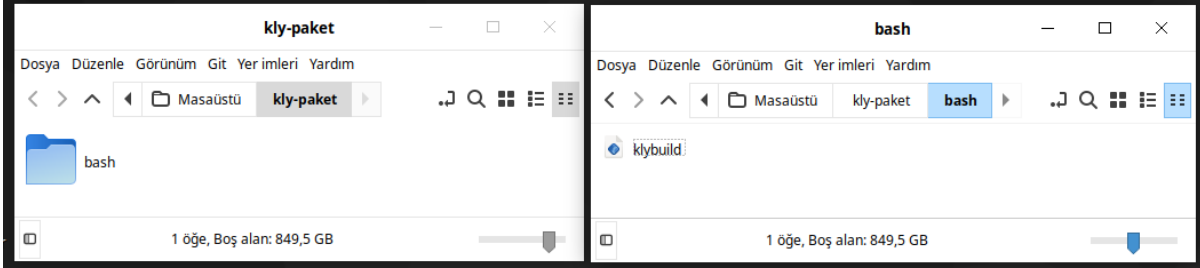 kly-paket
Dosya Düzenle Görünüm Git Yer imleri Yardım
Masaüstü kly-paket
bash
1 öğe, Boş alan: 849,5 GB
bash
Dosya Düzenle Görünüm Git Yer imleri Yardım
Masaüstü kly-paket bash
klybuild
1 öğe, Boş alan: 849,5 GB